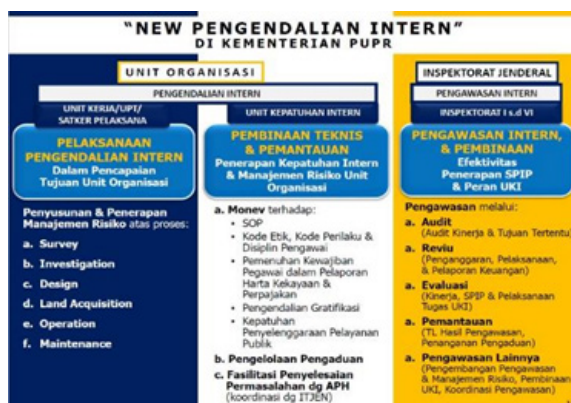 "NEW PENGENDALIAN INTERN"
DI KEMENTERIAN PUPR
UNIT ORGANISASI
PENGENDALIAN INTERN
UNIT KERJA/UPT/
SATKER PELAKSANA
PELAKSANAAN
PENGENDALIAN INTERN
Dalam Pencapaian
Tujuan Unit Organisasi
Penyusunan & Penerapan
Manajemen Risiko atas proses:
a. Survey
b. Investigation
c. Design
d. Land Acquisition
e. Operation
f. Maintenance
UNIT KEPATUHAN INTERN
PEMBINAAN TEKNIS
& PEMANTAUAN
Penerapan Kepatuhan Intern
& Manajemen Risiko Unit
Organisasi
a. Monev terhadap:
• SOP
• Kode Etik, Kode Perilaku &
Disiplin Pengawai
• Pemenuhan Kewajiban
Pegawai dalam Pelaporan
Harta Kekayaan &
Perpajakan
• Pengendalian Gratifikasi
• Kepatuhan
Penyelenggaraan Pelayanan
Publik
b. Pengelolaan Pengaduan
c. Fasilitasi Penyelesaian
Permasalahan dg APH
(koordinasi dg ITJEN)
INSPEKTORAT JENDERAL
PENGAWASAN INTERN
INSPEKTORAT I s.d VI
PENGAWASAN INTERN,
& PEMBINAAN
Efektivitas
Penerapan SPIP
& Peran UKI
Pengawasan melalui:
a. Audit
(Audit Kinerja & Tujuan Tertentu)
a. Reviu
(Penganggaran, Pelaksanaan,
& Pelaporan Keuangan)
a. Evaluasi
(Kinerja, SPIP & Pelaksanaan
Tugas UKI)
a. Pemantauan
(TL Hasil Pengawasan,
Penanganan Pengaduan)
a. Pengawasan Lainnya
(Pengembangan Pengawasan
& Manajemen Risiko, Pembinaan
UKI, Koordinasi Pengawasan)